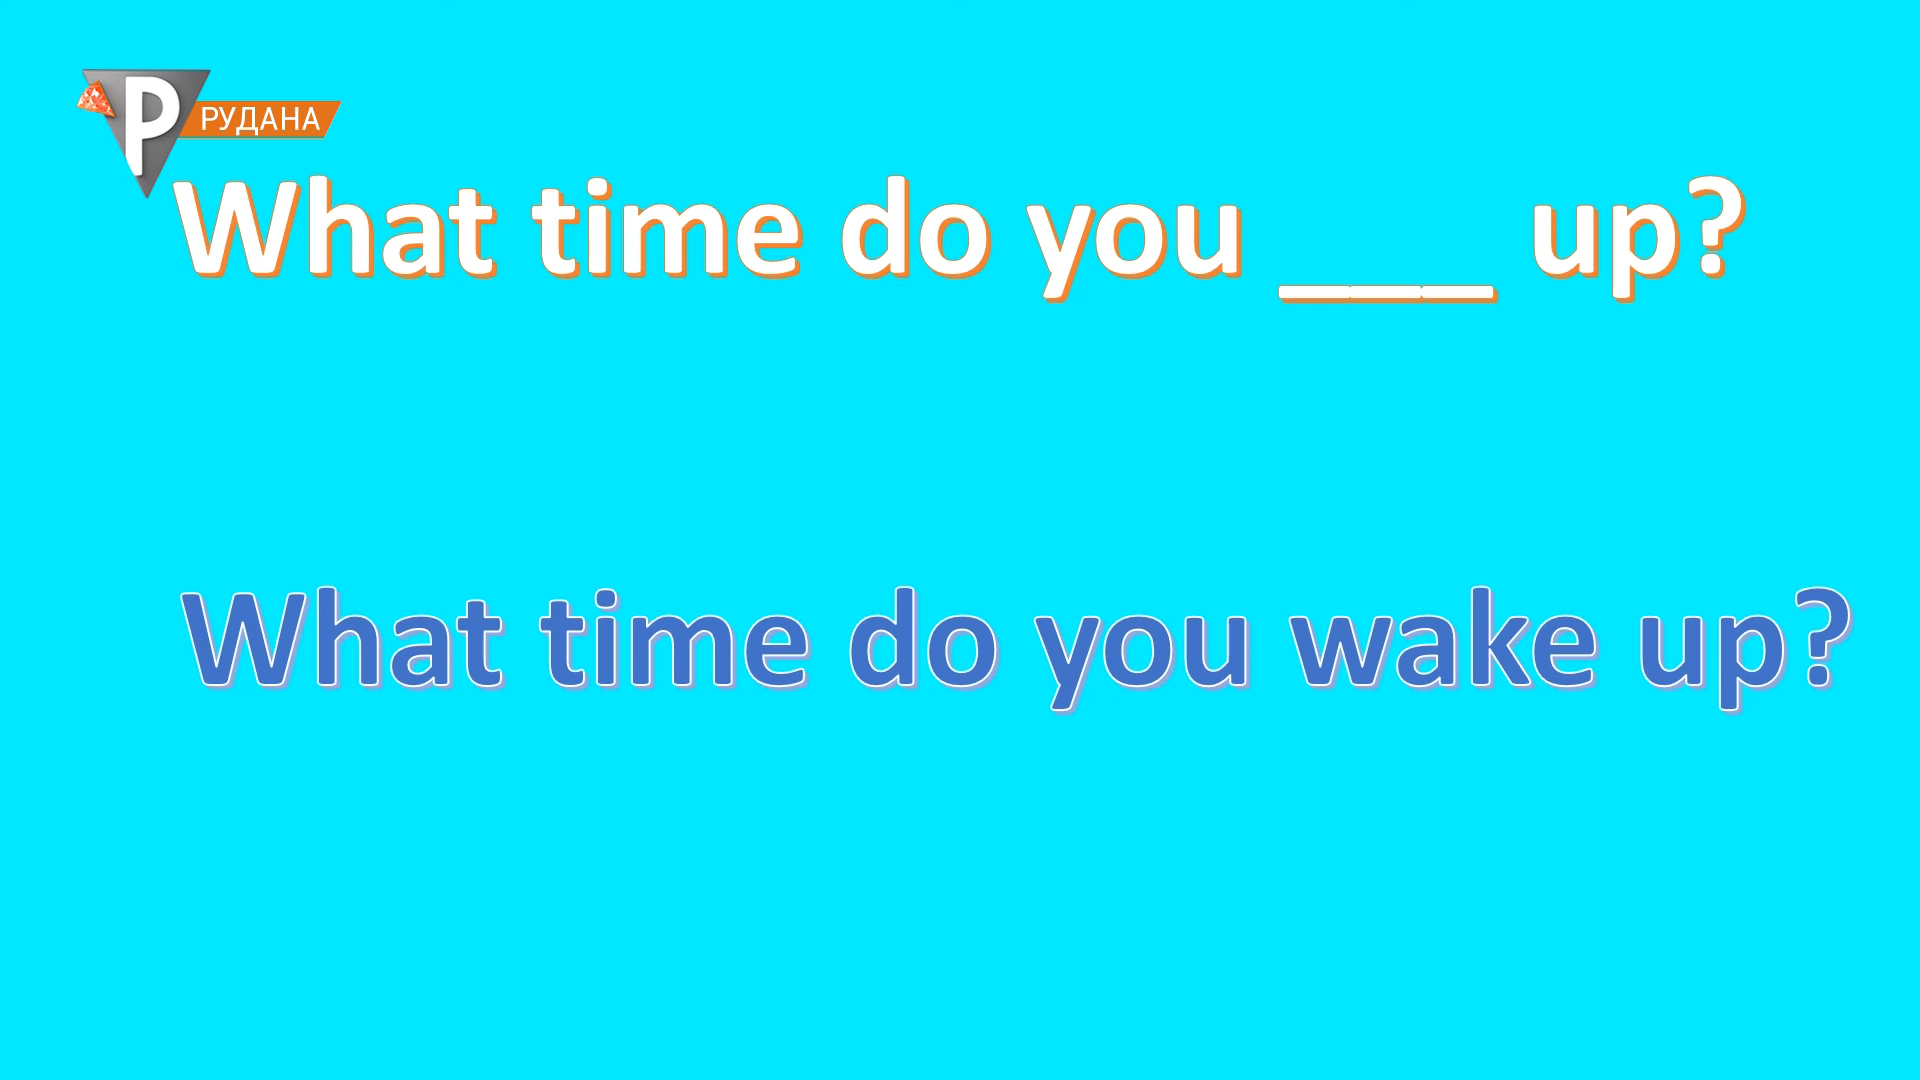 Р РУДАНА
What time do you ___ up?
What time do you wake up?